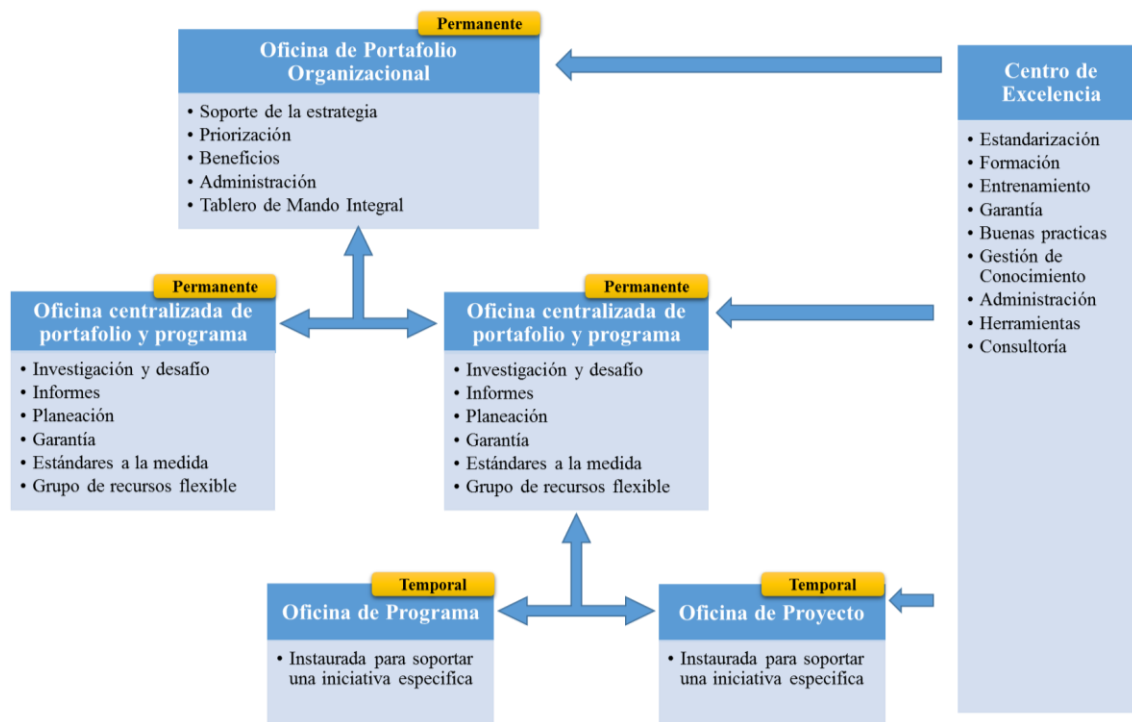 Permanente
Oficina de Portafolio
Organizacional
• Soporte de la estrategia
• Priorización
• Beneficios
• Administración
• Tablero de Mando Integral
Permanente
Oficina centralizada de
portafolio y programa
• Investigación y desafío
• Informes
• Planeación
• Garantía
• Estándares a la medida
• Grupo de recursos flexible
Permanente
Oficina centralizada de
portafolio y programa
• Investigación y desafío
• Informes
• Planeación
• Garantía
• Estándares a la medida
• Grupo de recursos flexible
Temporal
Oficina de Programa
• Instaurada para soportar
una iniciativa especifica
Temporal
Oficina de Proyecto
• Instaurada para soportar
una iniciativa especifica
Centro de
Excelencia
• Estandarización
• Formación
• Entrenamiento
• Garantía
• Buenas practicas
• Gestión de
Conocimiento
• Administración
• Herramientas
• Consultoría